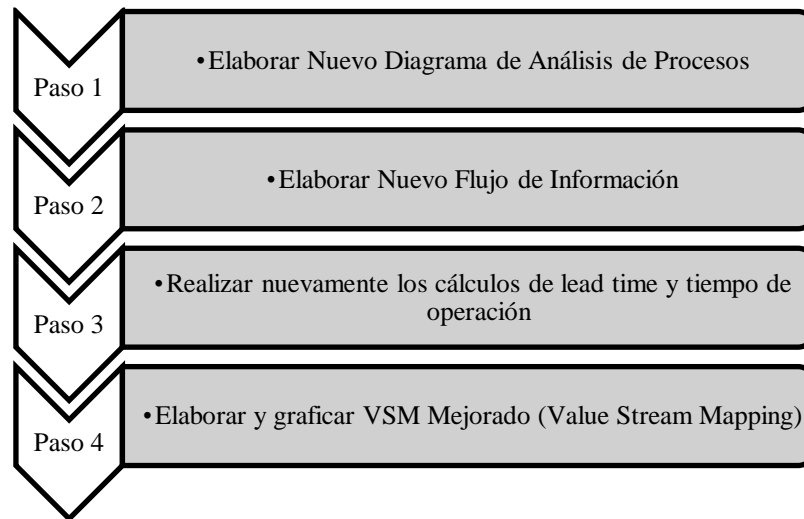 Paso 1
•Elaborar Nuevo Diagrama de Análisis de Procesos
Paso 2
•Elaborar Nuevo Flujo de Información
Paso 3
•Realizar nuevamente los cálculos de lead time y tiempo de
operación
Paso 4
•Elaborar y graficar VSM Mejorado (Value Stream Mapping)